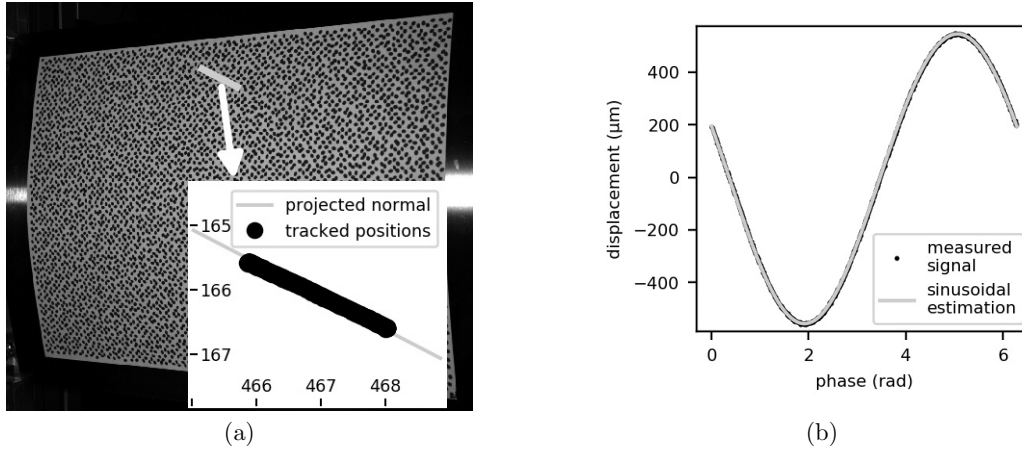 projected normal
tracked positions
165
166
167
466 467 468
(a)
displacement (µm)
400
200
0
−200
−400
measured
signal
sinusoidal
estimation
0 2 4 6
phase (rad)
(b)